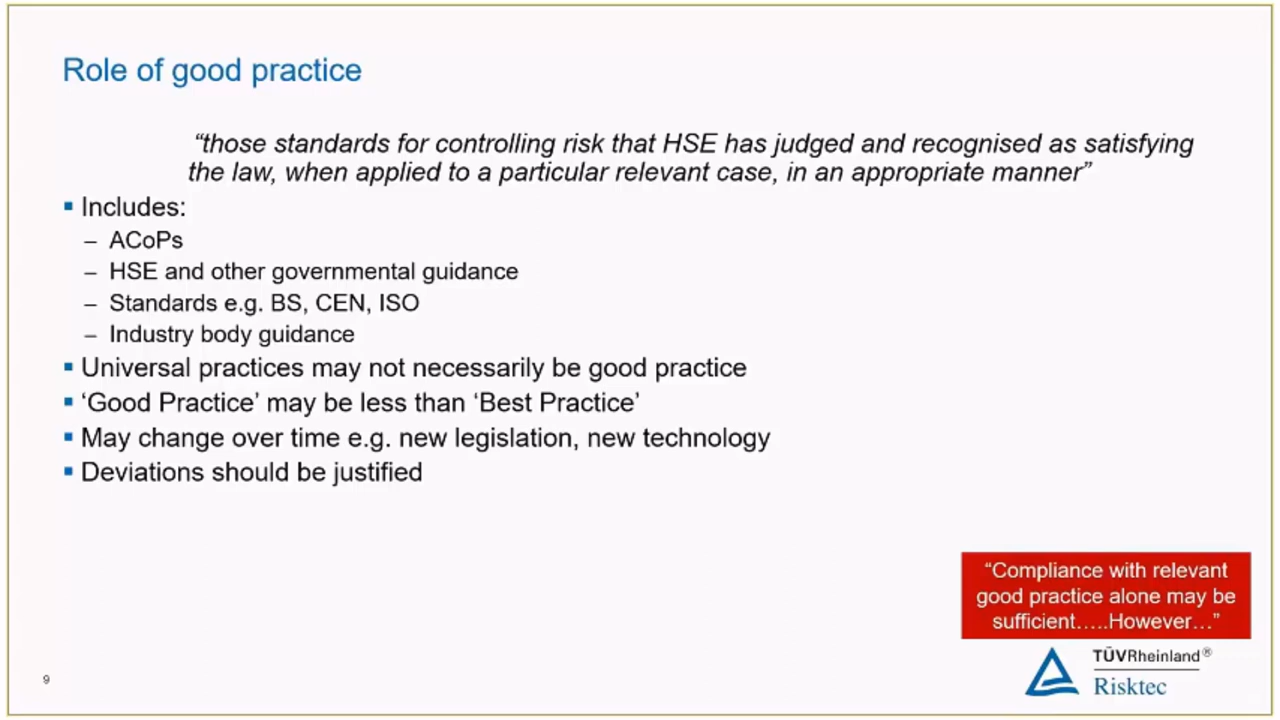 Role of good practice
“those standards for controlling risk that HSE has judged and recognised as satisfying
the law, when applied to a particular relevant case, in an appropriate manner”
▪ Includes:
– ACoPs
– HSE and other governmental guidance
– Standards e.g. BS, CEN, ISO
– Industry body guidance
▪ Universal practices may not necessarily be good practice
▪ ‘Good Practice’ may be less than ‘Best Practice’
▪ May change over time e.g. new legislation, new technology
▪ Deviations should be justified
“Compliance with relevant
good practice alone may be
sufficient…..However…”
TÜVRheinland®
Risktec
9